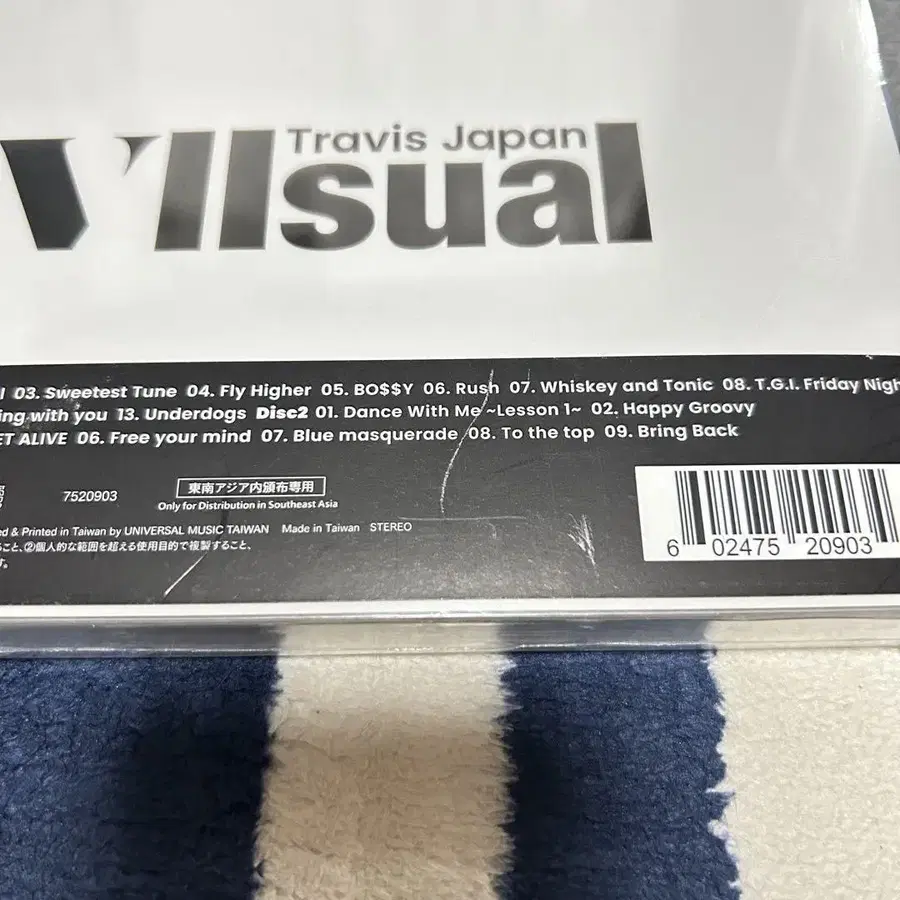 Travis Japan
VIIsual
03. Sweetest Tune 04. Fly Higher 05. BO$$Y 06. Rush 07. Whiskey and Tonic 08. T.G.I. Friday Nigh
with you 13. Underdogs Disc2 01. Dance With Me ~Lesson 1~ 02. Happy Groovy
ALIVE 06. Free your mind 07. Blue masquerade 08. To the top 09. Bring Back
7520903 東南アジア内頒布専用
Only for Distribution in Southeast Asia
& Printed in Taiwan by UNIVERSAL MUSIC TAIWAN Made in Taiwan STEREO
こと、②個人的な範囲を超える使用目的で複製すること、
す。
6 02475 20903